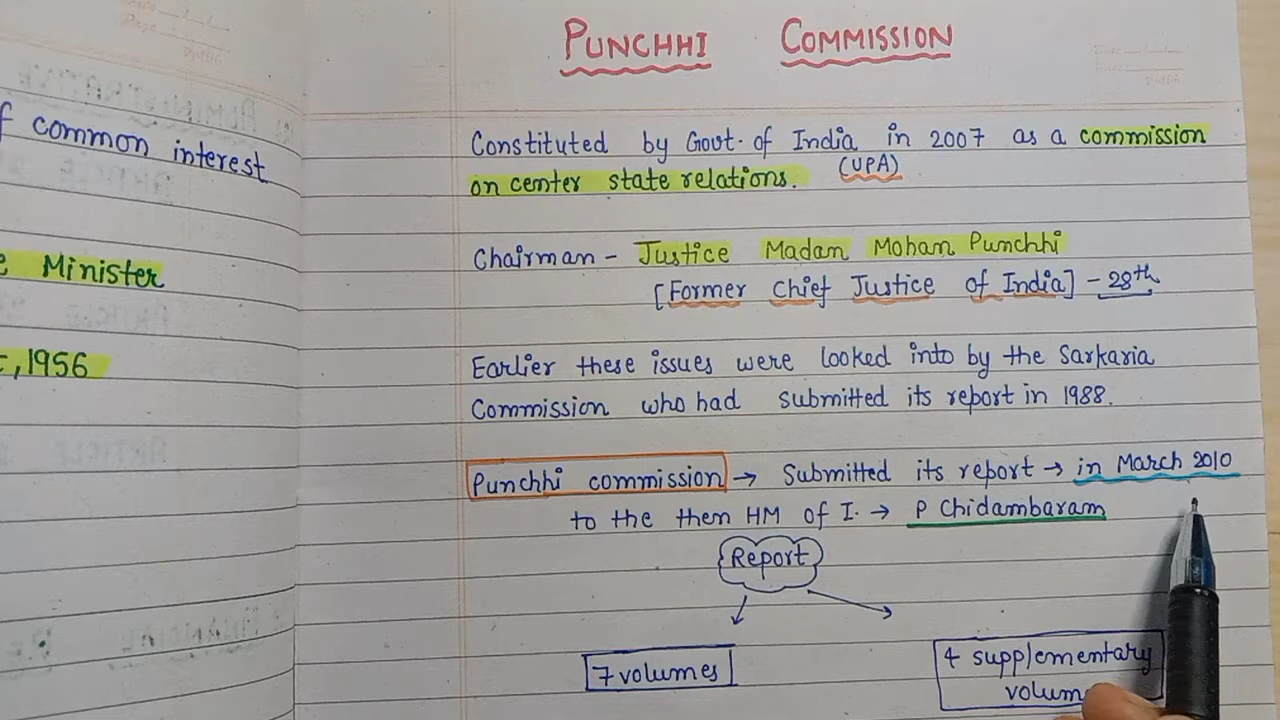 f common interest
e Minister
, 1956
PUNCHHI COMMISSION
Constituted by Govt. of India in 2007 as a commission
on center state relations. (UPA)
Chairman - Justice Madan Mohan Punchhi
[Former Chief Justice of India] - 28th
Earlier these issues were looked into by the Sarkaria
Commission who had submitted its report in 1988.
Punchhi commission → Submitted its report → in March 2010
to the then HM of I. → P Chidambaram
Report
7 volumes
4 supplementary
volum